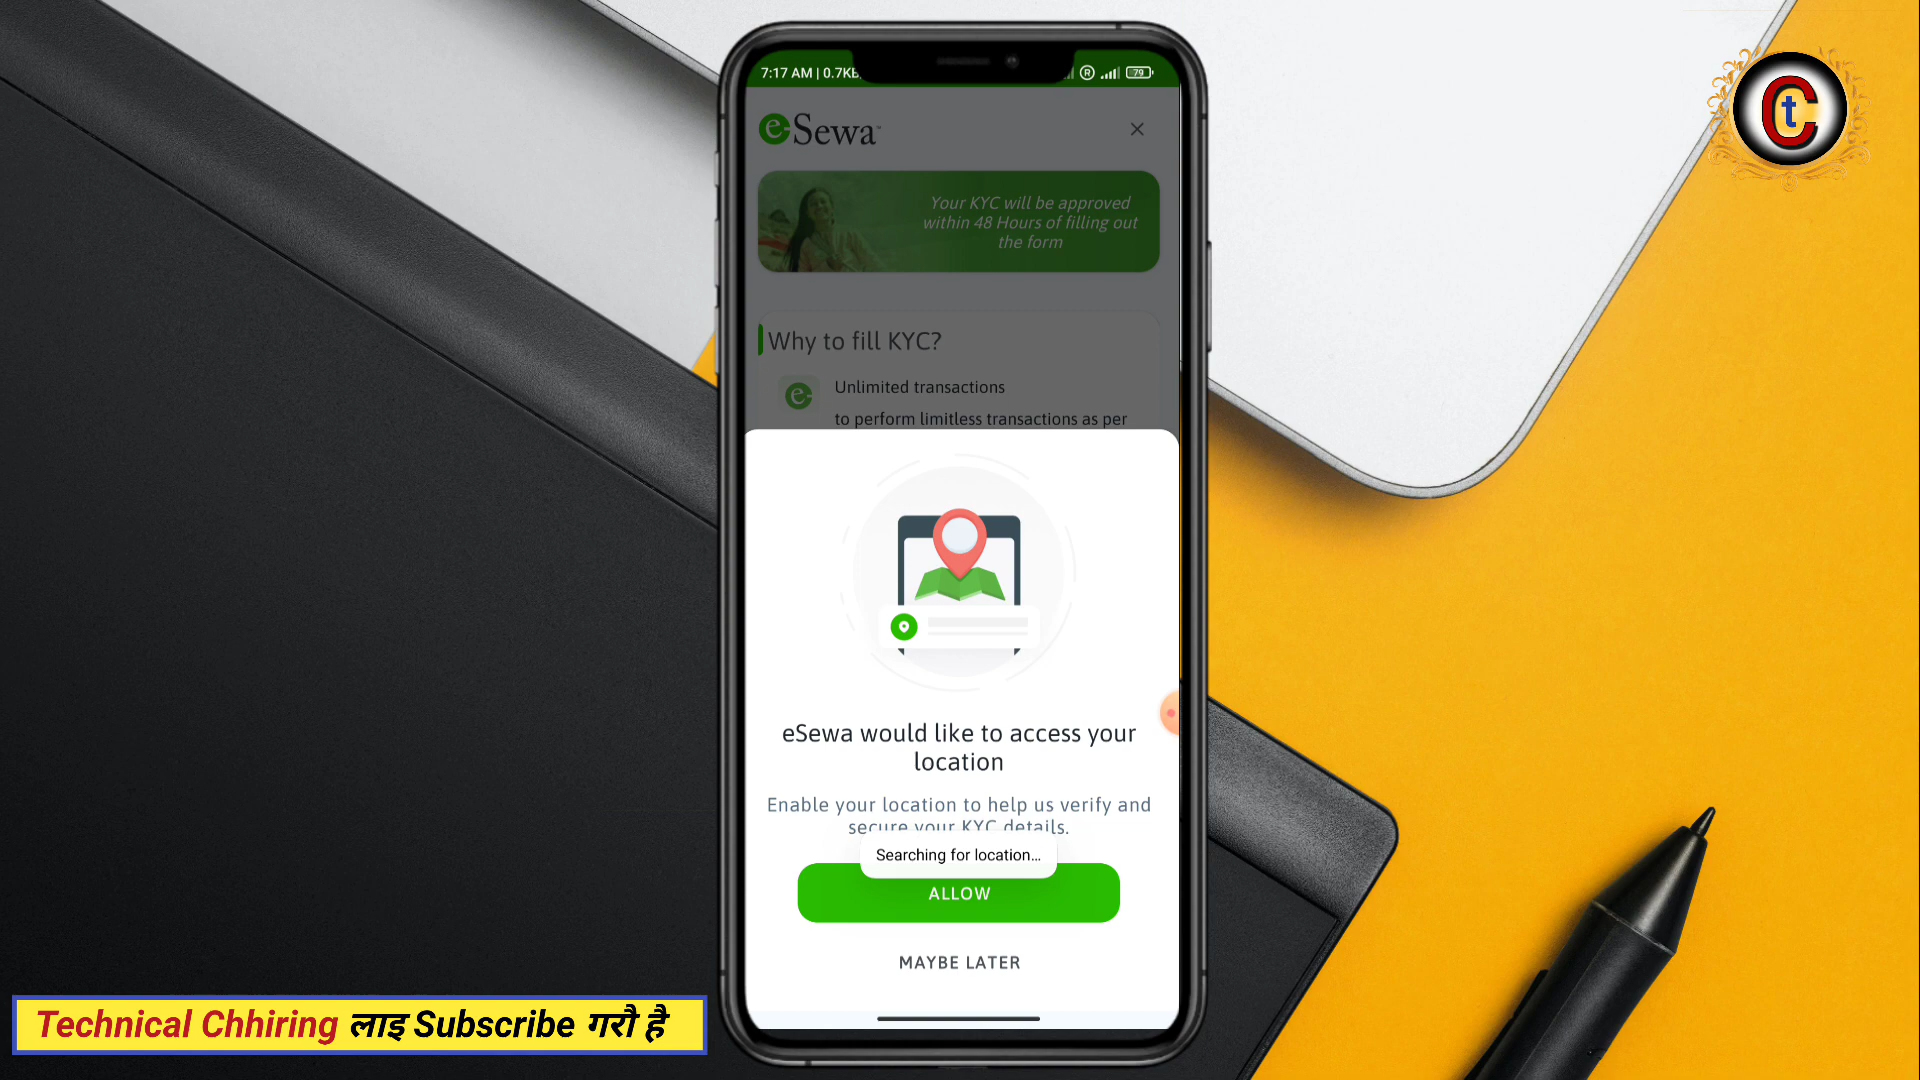 7:17 AM | 0.7KB
R
79
eSewa
Your KYC will be approved
within 48 Hours of filling out
the form
Why to fill KYC?
e
Unlimited transactions
to perform limitless transactions as per
eSewa would like to access your
location
Enable your location to help us verify and
secure your KYC details.
Searching for location...
ALLOW
MAYBE LATER
Ct
Technical Chhiring लाइ Subscribe गरौ है